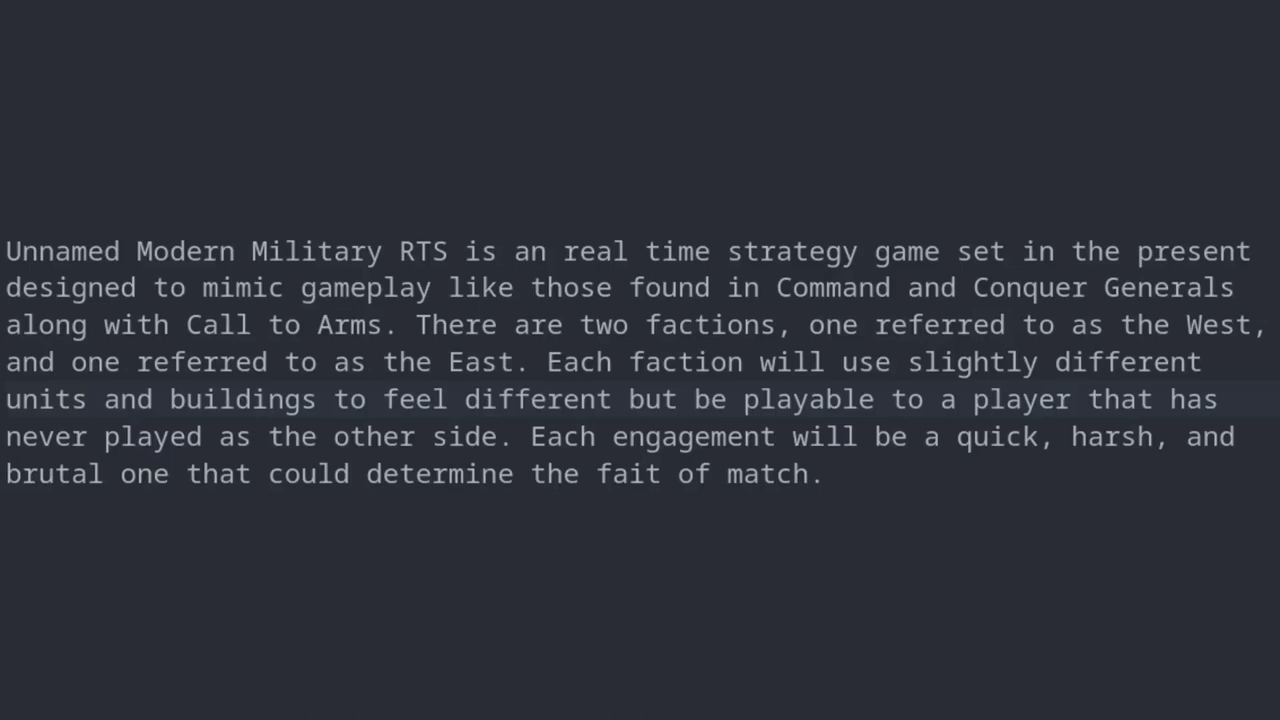 Unnamed Modern Military RTS is an real time strategy game set in the present
designed to mimic gameplay like those found in Command and Conquer Generals
along with Call to Arms. There are two factions, one referred to as the West,
and one referred to as the East. Each faction will use slightly different
units and buildings to feel different but be playable to a player that has
never played as the other side. Each engagement will be a quick, harsh, and
brutal one that could determine the fait of match.